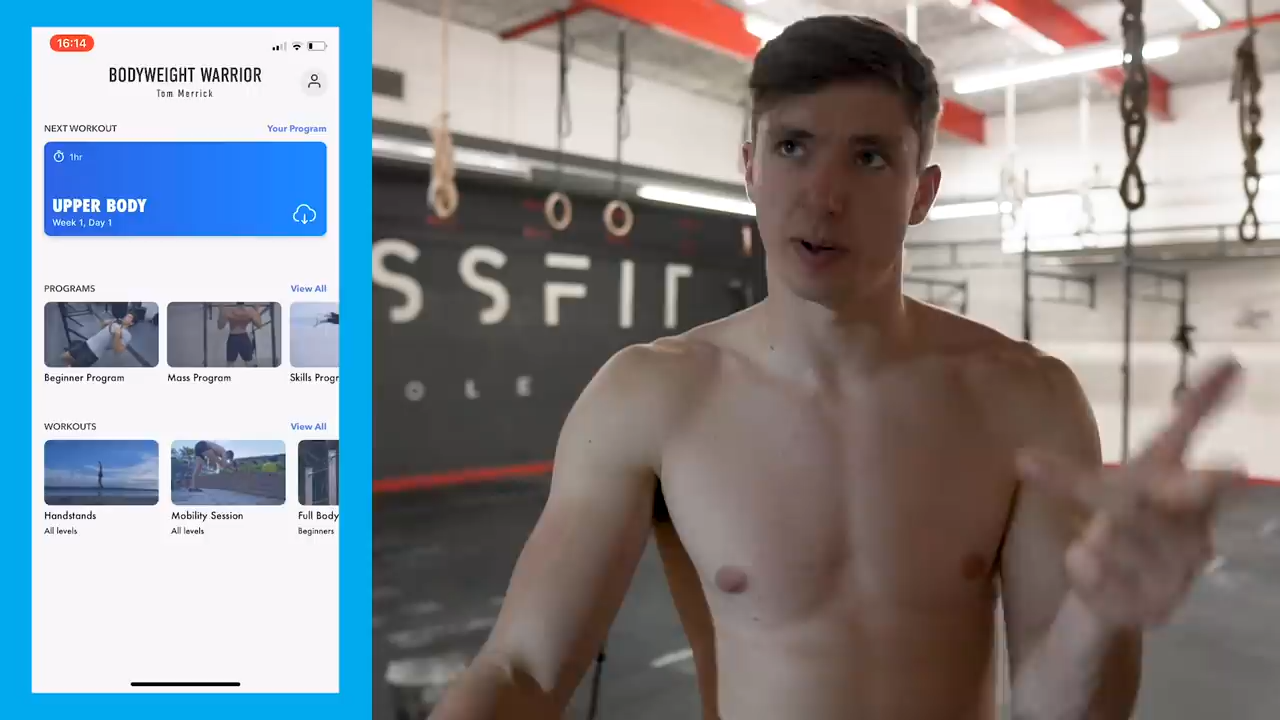 16:14
BODYWEIGHT WARRIOR
Tom Merrick
NEXT WORKOUT
Your Program
1hr
UPPER BODY
Week 1, Day 1
PROGRAMS
View All
Beginner Program
Mass Program
Skills Progr
WORKOUTS
View All
Handstands
All levels
Mobility Session
All levels
Full Body
Beginners
SSFIT
OLE